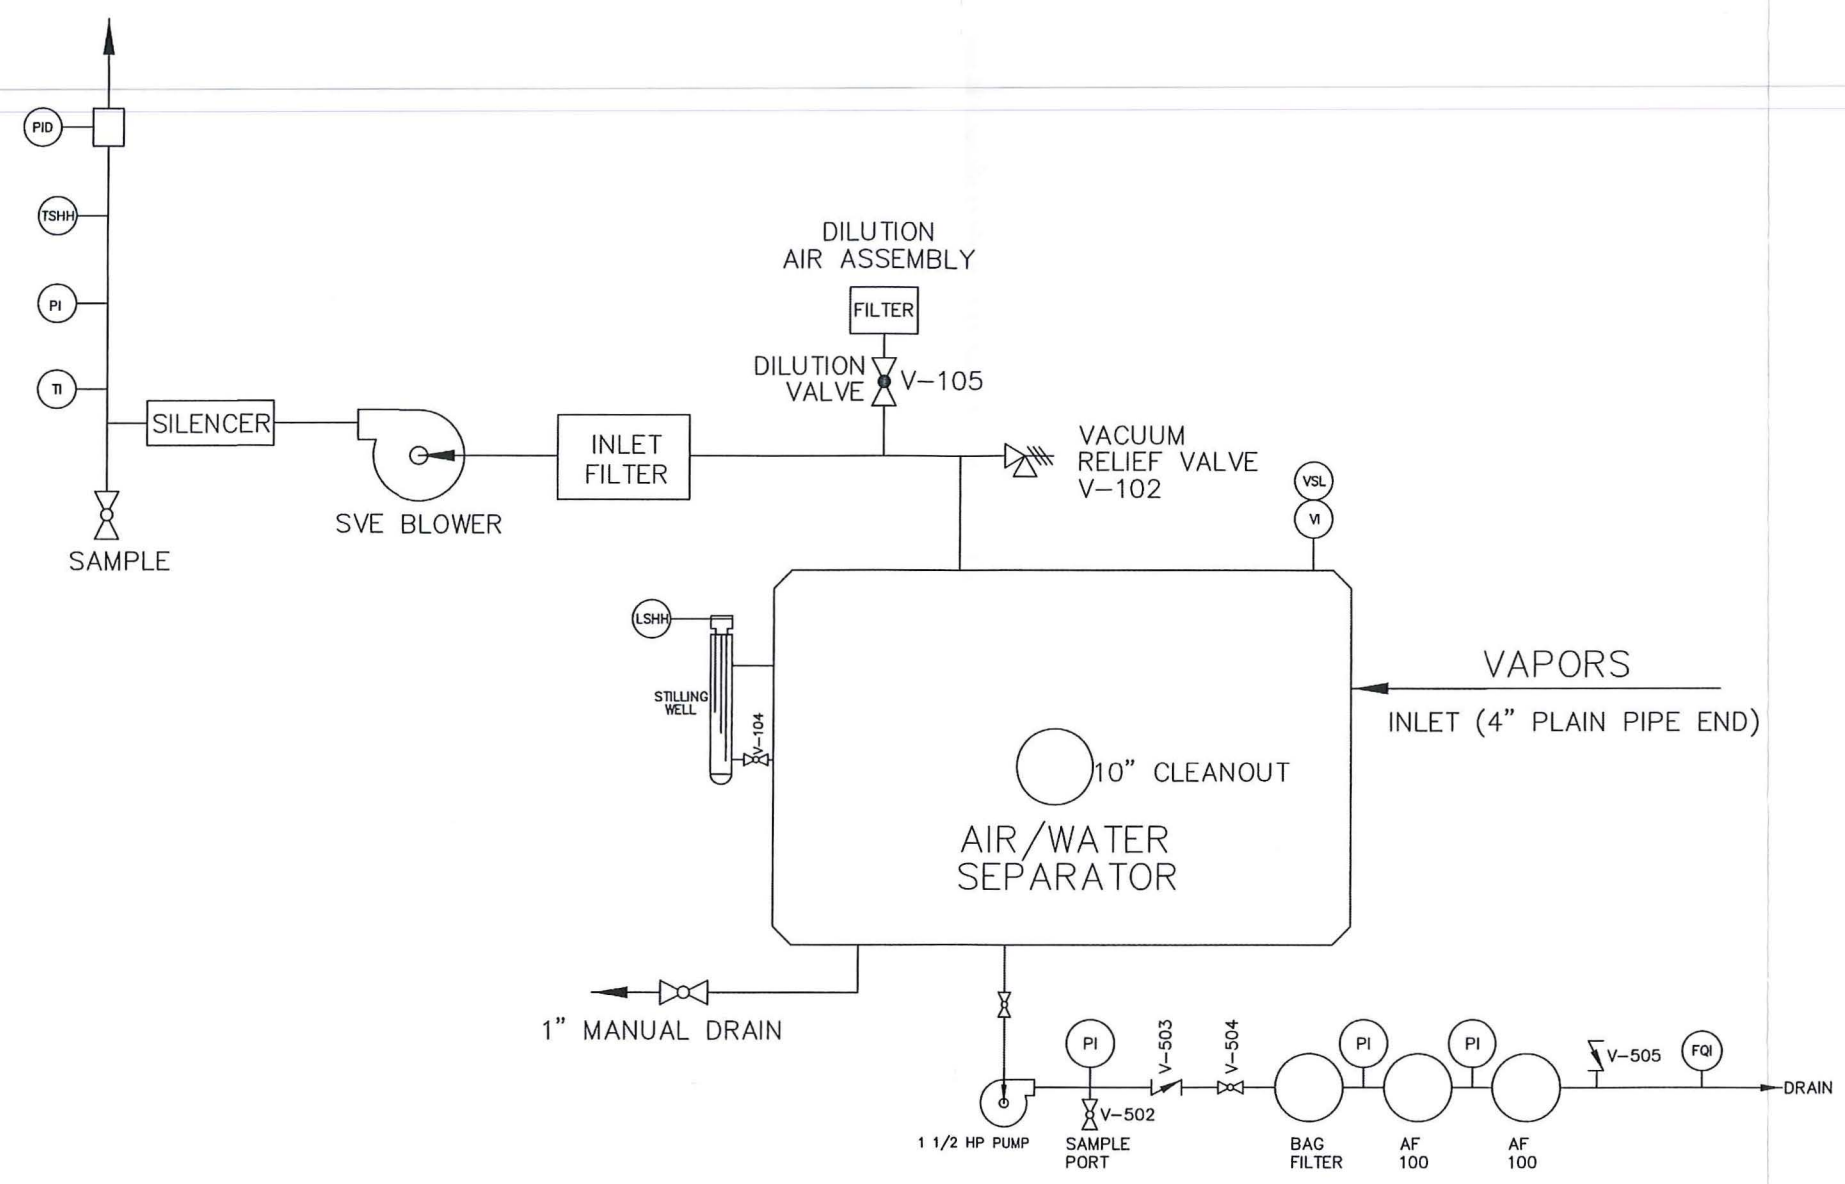 PID
TSHH
PI
TI
SILENCER
SAMPLE
SVE BLOWER
INLET
FILTER
DILUTION
AIR ASSEMBLY
FILTER
DILUTION
VALVE
V-105
VACUUM
RELIEF VALVE
V-102
VSL
VI
LSHH
STILLING
WELL
V-104
VAPORS
INLET (4" PLAIN PIPE END)
10" CLEANOUT
AIR/WATER
SEPARATOR
1" MANUAL DRAIN
1 1/2 HP PUMP
PI
V-502
SAMPLE
PORT
V-503
V-504
BAG
FILTER
PI
AF
100
PI
AF
100
V-505
FQI
DRAIN